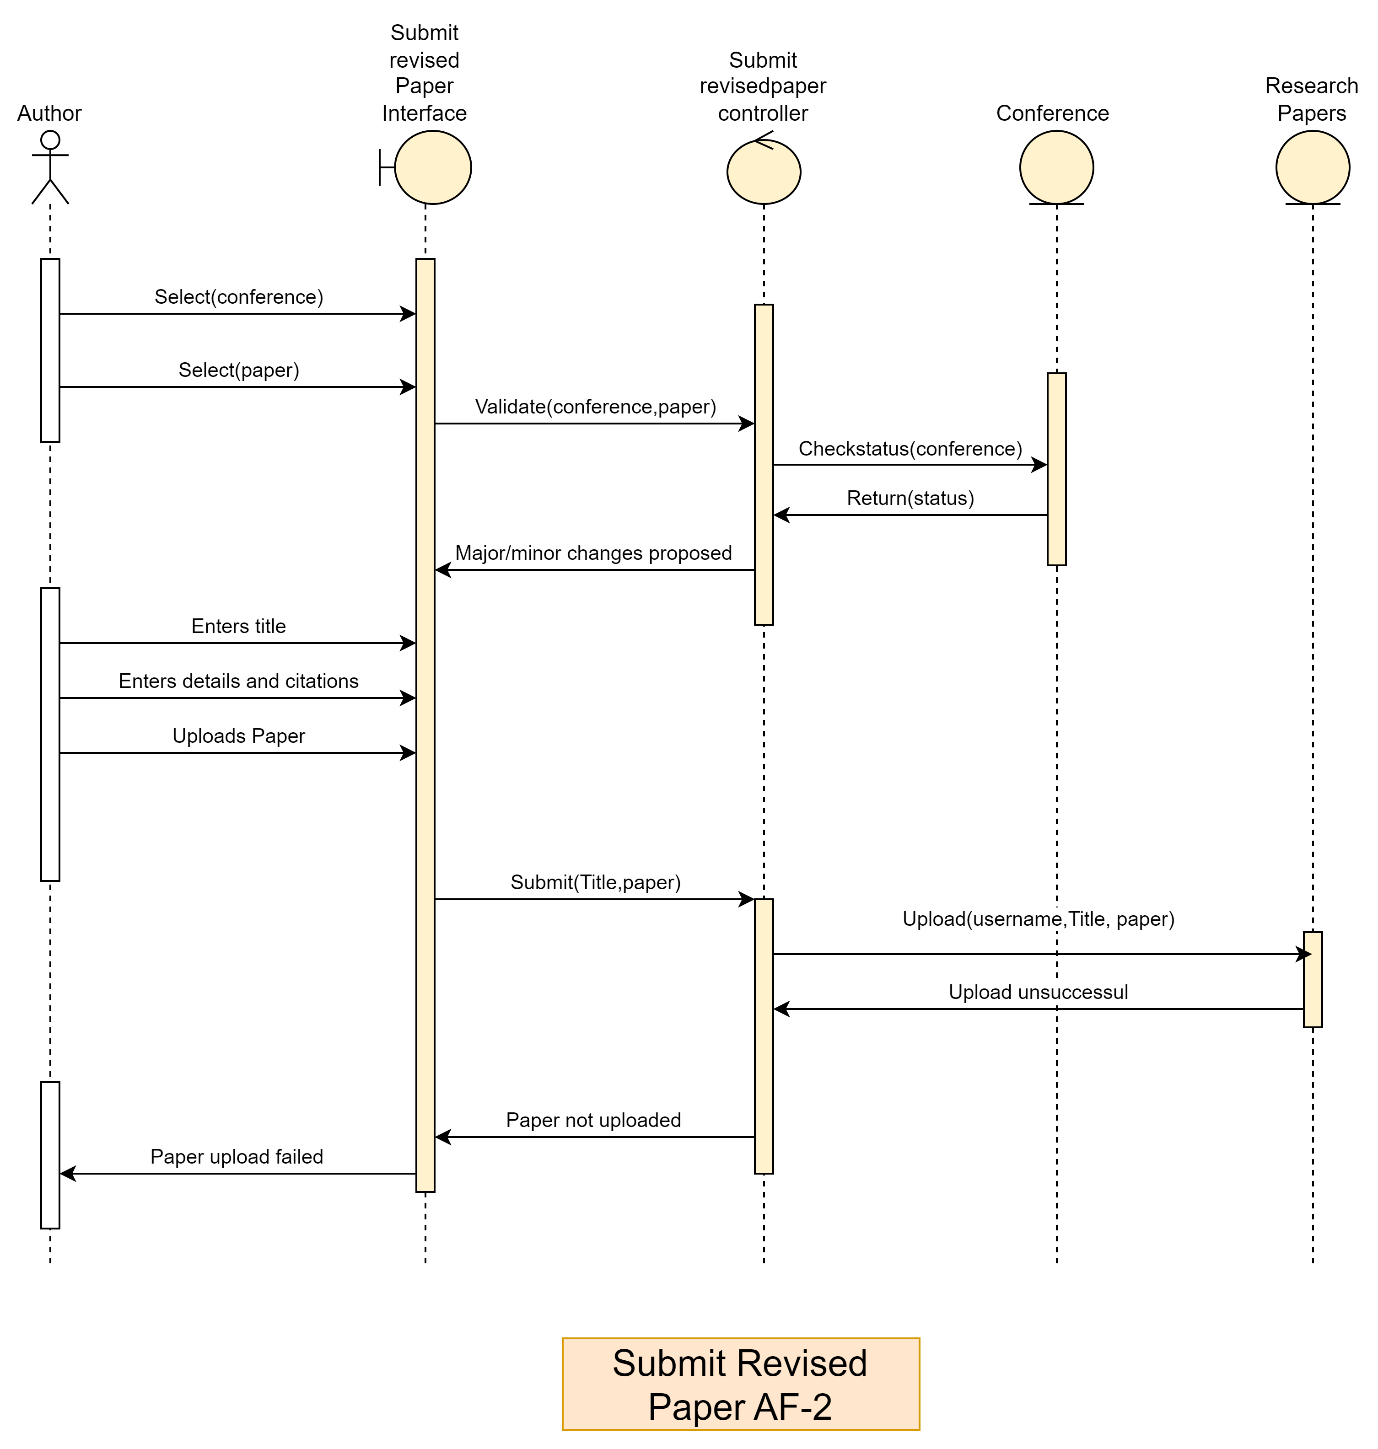 Submit
revised
Paper
Interface
Submit
revisedpaper
controller
Research
Papers
Author
Conference
Select(conference)
Select(paper)
Validate(conference,paper)
Checkstatus(conference)
Return(status)
Major/minor changes proposed
Enters title
Enters details and citations
Uploads Paper
Submit(Title,paper)
Upload(username,Title, paper)
Upload unsuccessul
Paper not uploaded
Paper upload failed
Submit Revised
Paper AF-2